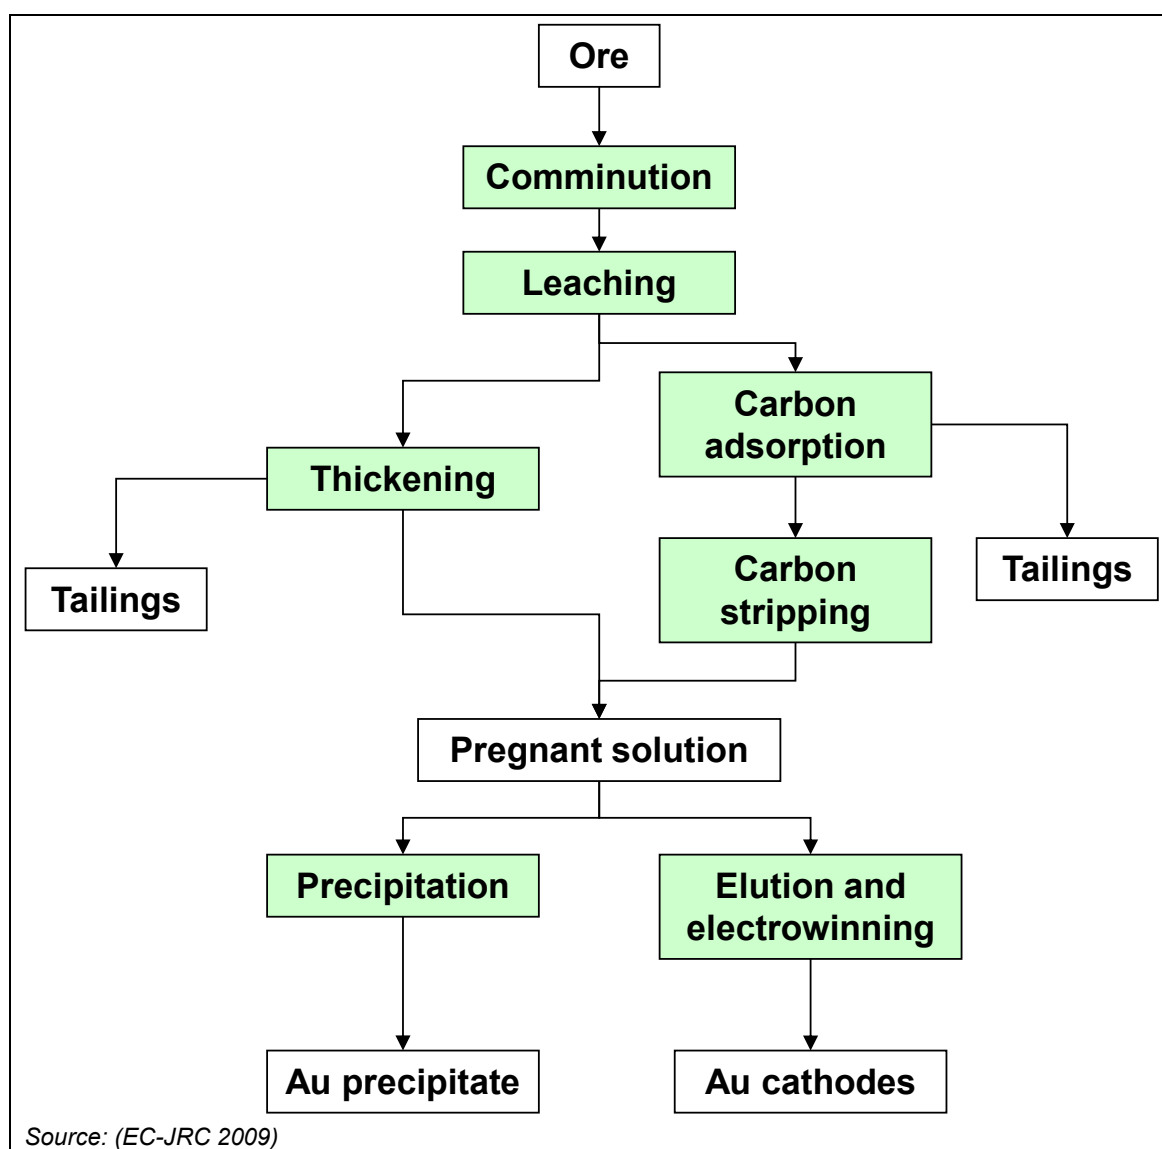 Ore
Comminution
Leaching
Carbon
adsorption
Thickening
Tailings
Carbon
stripping
Tailings
Pregnant solution
Precipitation
Elution and
electrowinning
Au precipitate
Au cathodes
Source: (EC-JRC 2009)